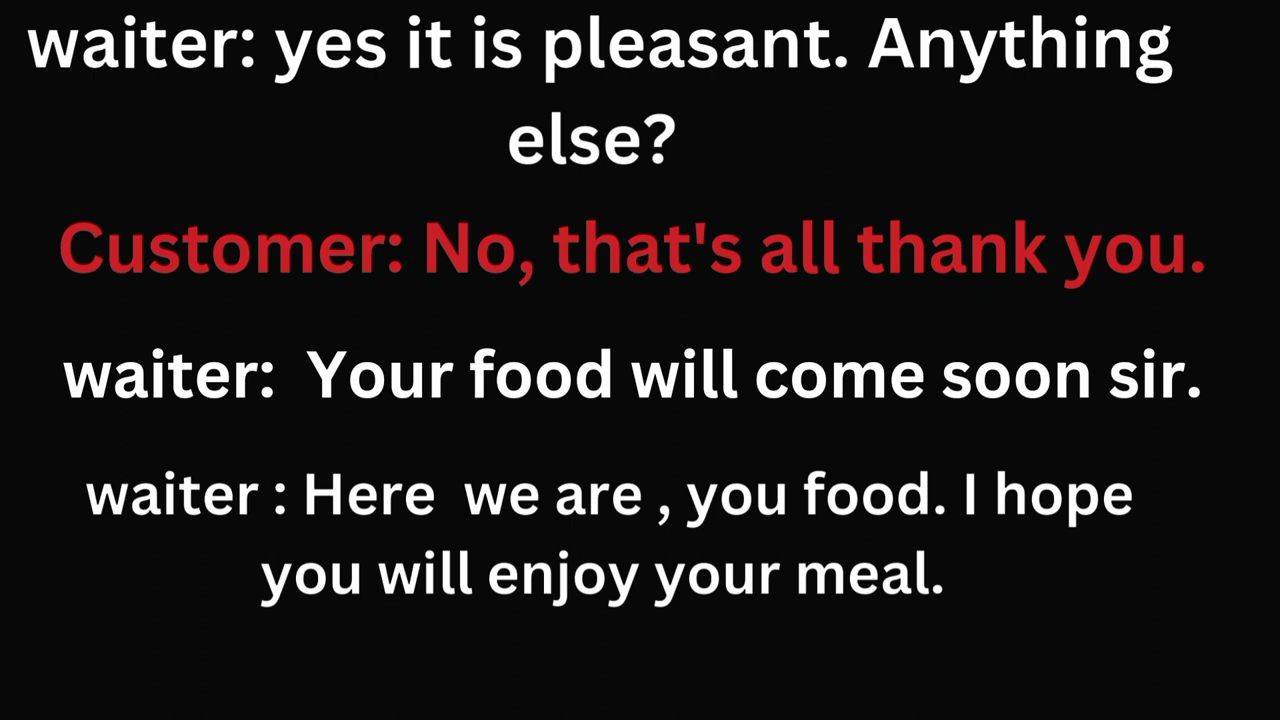 waiter: yes it is pleasant. Anything
else?
Customer: No, that's all thank you.
waiter:  Your food will come soon sir.
waiter : Here  we are , you food. I hope
you will enjoy your meal.